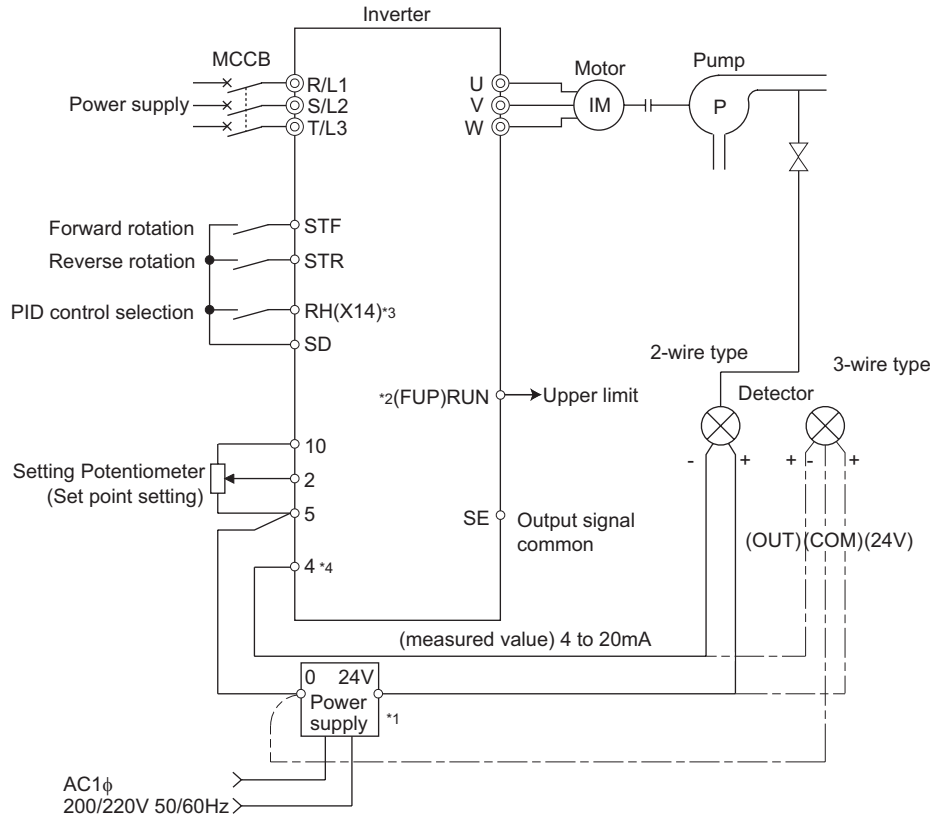 Inverter
MCCB
R/L1
Power supply
S/L2
T/L3
U
V
W
Motor
IM
Pump
P
Forward rotation
STF
Reverse rotation
STR
PID control selection
RH(X14)*3
SD
2-wire type
3-wire type
*2(FUP)RUN
Upper limit
Detector
10
Setting Potentiometer
(Set point setting)
2
5
- +
+ - +
SE
Output signal
common
(OUT)(COM)(24V)
4 *4
(measured value) 4 to 20mA
0 24V
Power
supply
*1
AC1ϕ
200/220V 50/60Hz